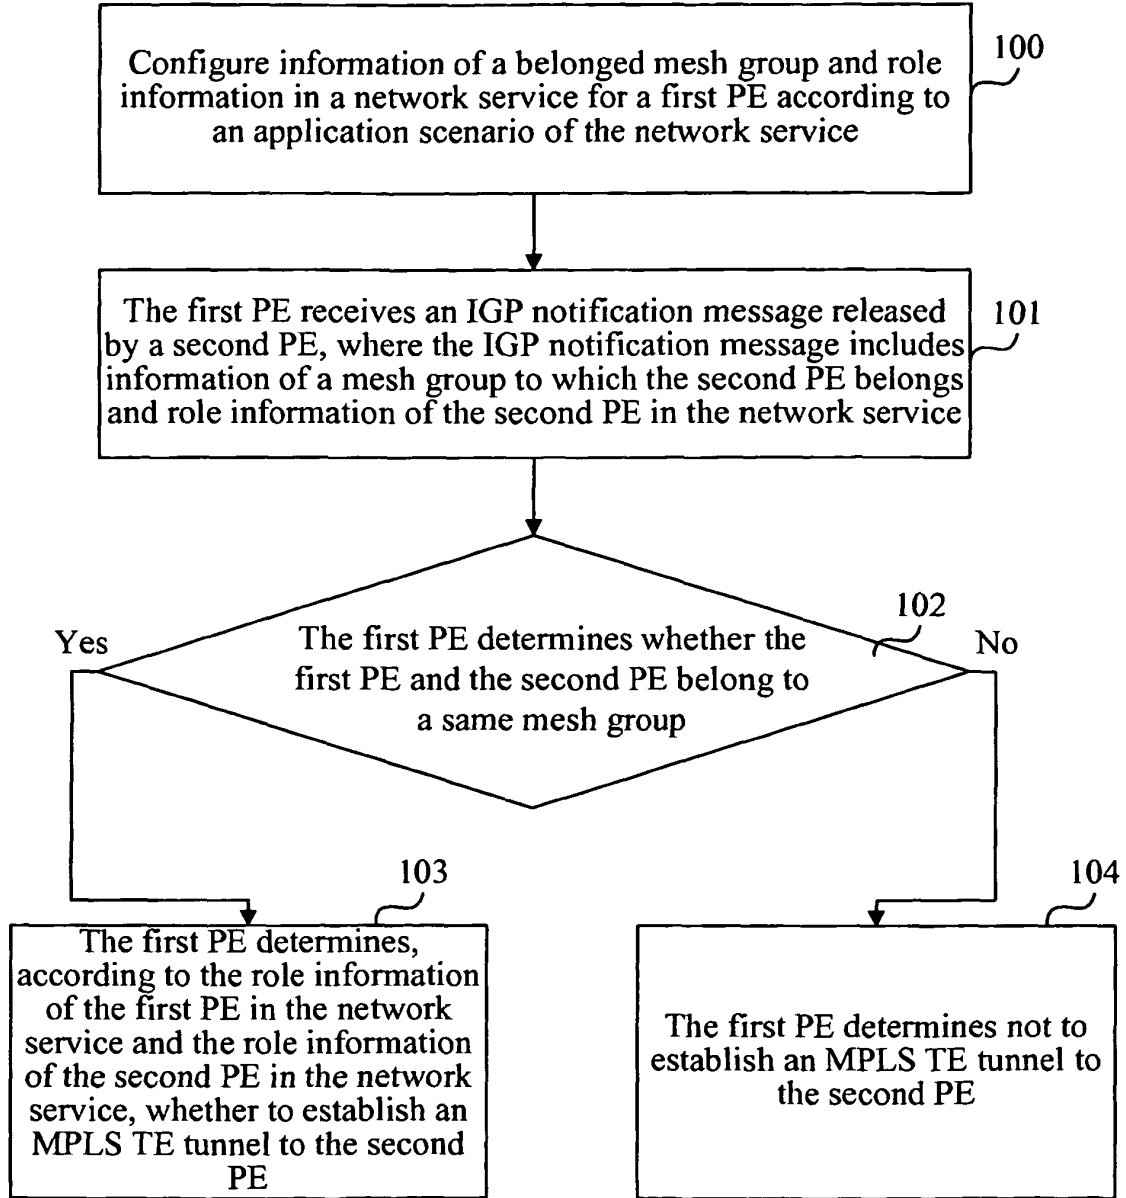 Configure information of a belonged mesh group and role
information in a network service for a first PE according to
an application scenario of the network service
100
The first PE receives an IGP notification message released
by a second PE, where the IGP notification message includes
information of a mesh group to which the second PE belongs
and role information of the second PE in the network service
101
102
Yes
No
The first PE determines whether the
first PE and the second PE belong to
a same mesh group
103
The first PE determines,
according to the role information
of the first PE in the network
service and the role information
of the second PE in the network
service, whether to establish an
MPLS TE tunnel to the second
PE
104
The first PE determines not to
establish an MPLS TE tunnel to
the second PE